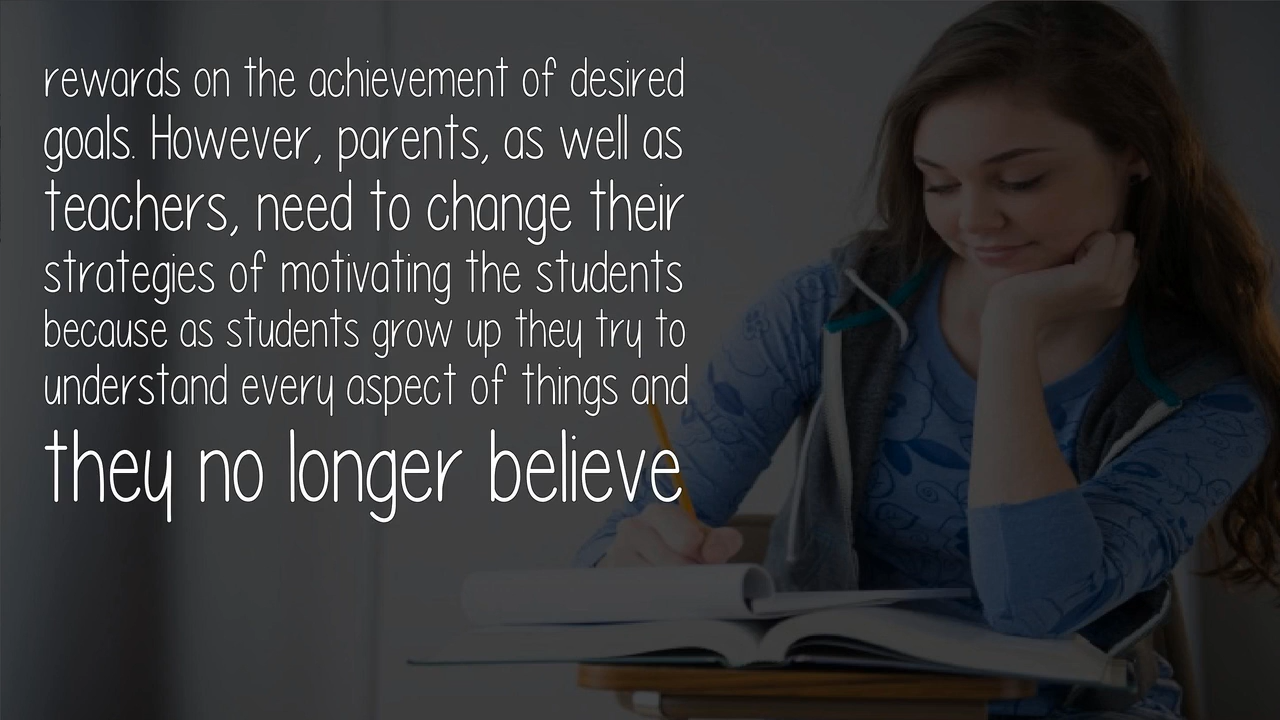 rewards on the achievement of desired
goals. However, parents, as well as
teachers, need to change their
strategies of motivating the students
because as students grow up they try to
understand every aspect of things and
they no longer believe